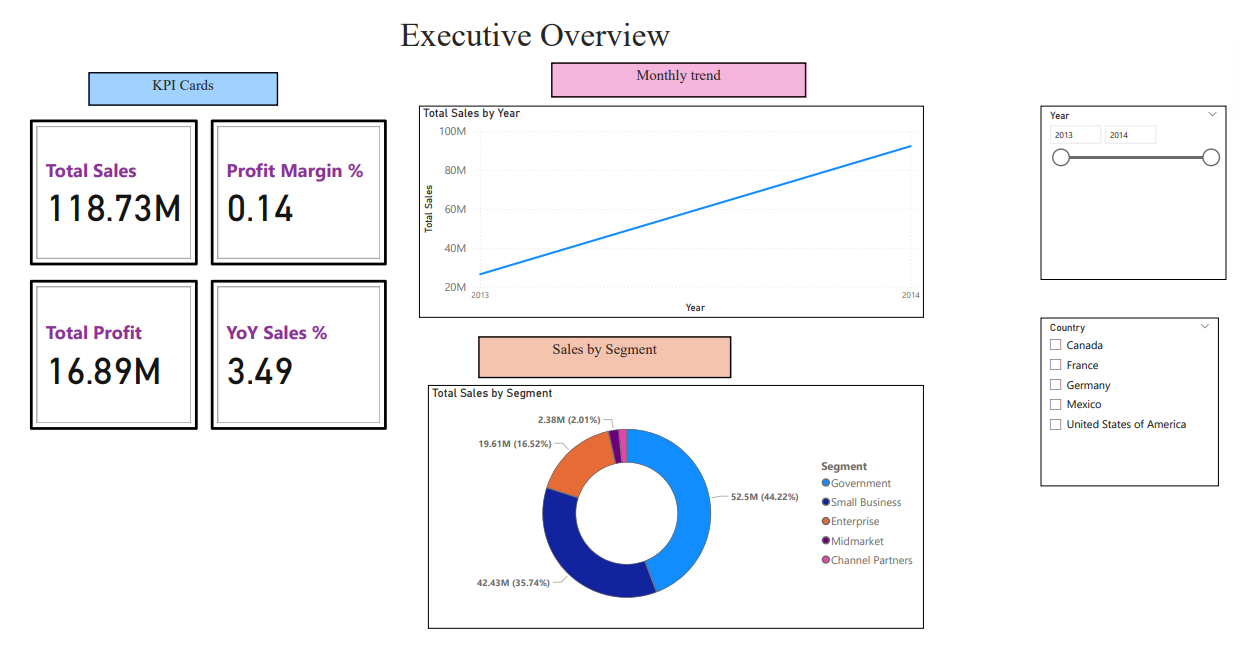 Executive Overview
KPI Cards
Total Sales
118.73M
Profit Margin %
0.14
Total Profit
16.89M
YoY Sales %
3.49
Monthly trend
Total Sales by Year
100M
80M
60M
40M
20M
Total Sales
2013
2014
Year
Sales by Segment
Total Sales by Segment
2.38M (2.01%)
19.61M (16.52%)
52.5M (44.22%)
42.43M (35.74%)
Segment
Government
Small Business
Enterprise
Midmarket
Channel Partners
Year
2013
2014
Country
Canada
France
Germany
Mexico
United States of America